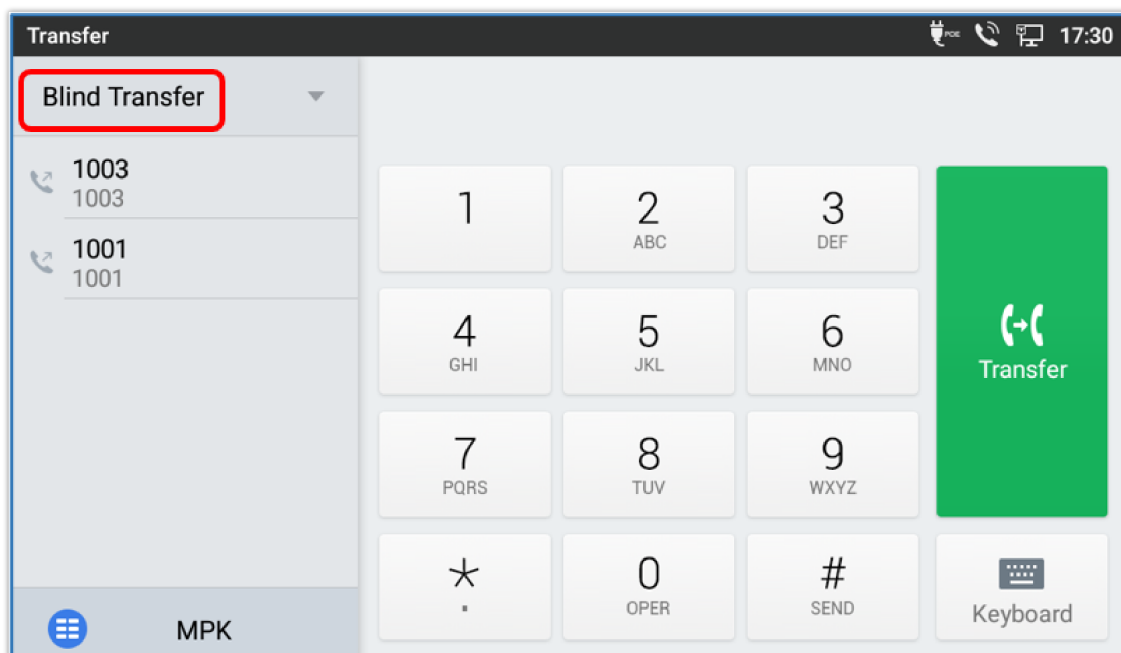 Transfer
POE
17:30
Blind Transfer
1003
1003
1001
1001
MPK
1
2
ABC
3
DEF
4
GHI
5
JKL
6
MNO
7
PQRS
8
TUV
9
WXYZ
*
.
0
OPER
#
SEND
Transfer
Keyboard